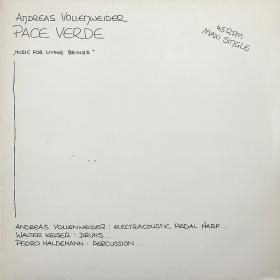 ANDREAS VOLLENWEIDER
PACE VERDE
"MUSIC FOR LIVING BEINGS"
45 RPM
MAXI SINGLE
ANDREAS VOLLENWEIDER : ELECTRACOUSTIC, PEDAL HARP...
WALTER KEISER : DRUMS...
PEDRO HALDEMANN : PERCUSSION...